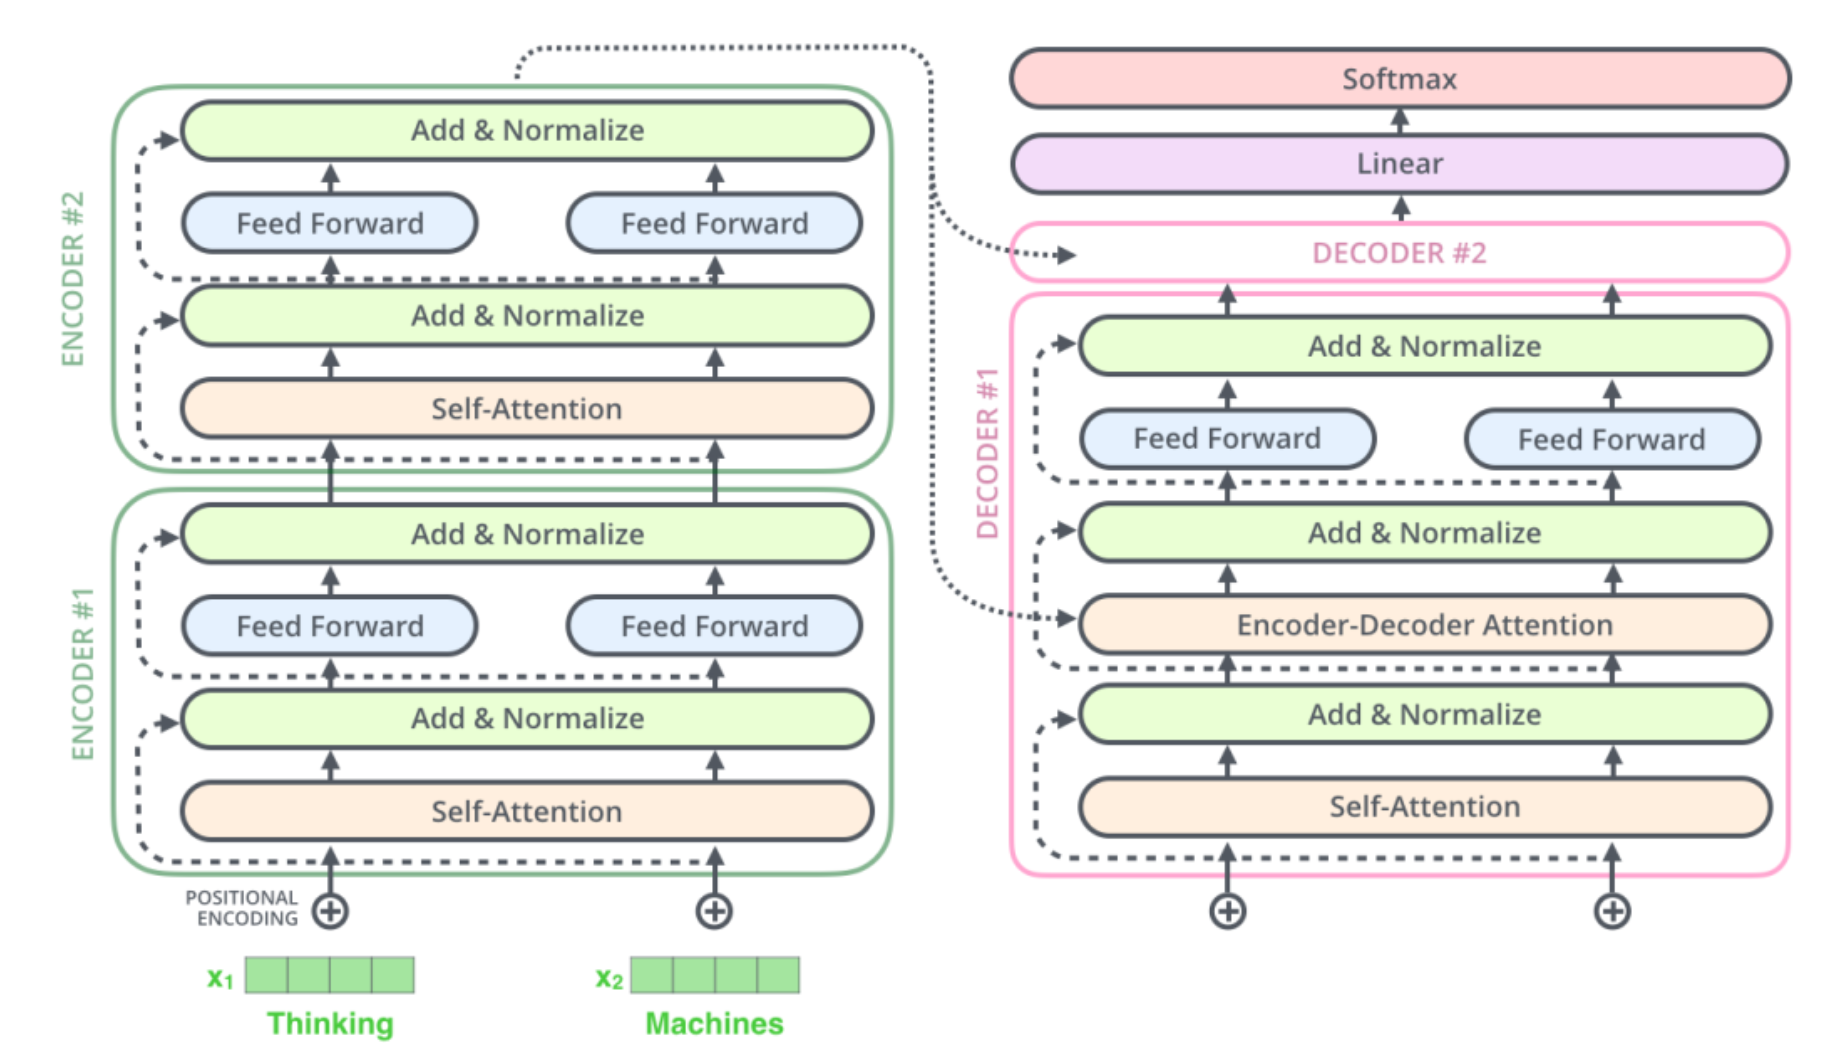 ENCODER #2
Add & Normalize
Feed Forward
Feed Forward
Add & Normalize
Self-Attention
ENCODER #1
Add & Normalize
Feed Forward
Feed Forward
Add & Normalize
Self-Attention
POSITIONAL
ENCODING
x₁
x₂
Thinking
Machines
Softmax
Linear
DECODER #2
DECODER #1
Add & Normalize
Feed Forward
Feed Forward
Add & Normalize
Encoder-Decoder Attention
Add & Normalize
Self-Attention